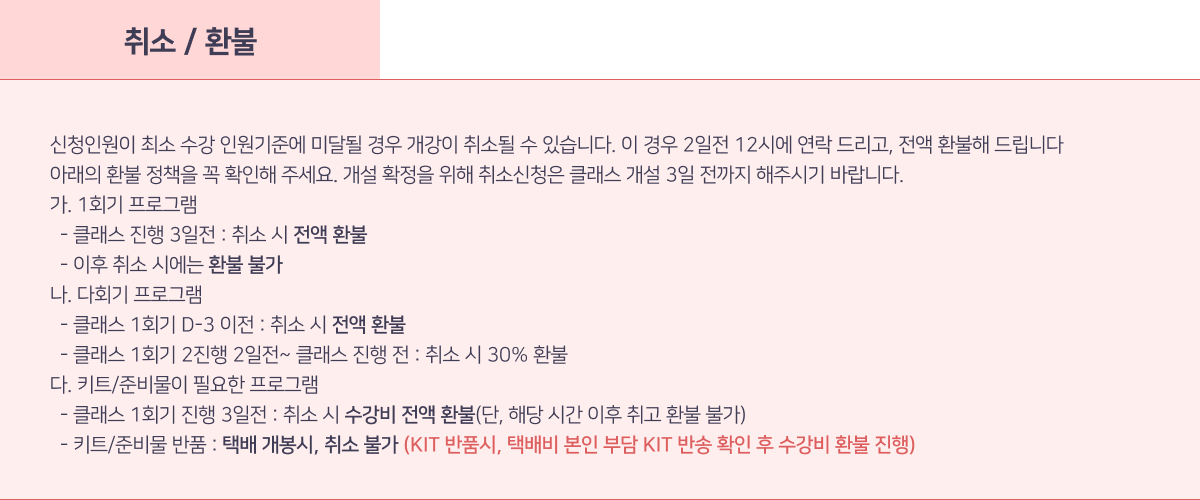 취소 / 환불
신청인원이 최소 수강 인원기준에 미달될 경우 개강이 취소될 수 있습니다. 이 경우 2일전 12시에 연락 드리고, 전액 환불해 드립니다
아래의 환불 정책을 꼭 확인해 주세요. 개설 확정을 위해 취소신청은 클래스 개설 3일 전까지 해주시기 바랍니다.
가. 1회기 프로그램
- 클래스 진행 3일전 : 취소 시 전액 환불
- 이후 취소 시에는 환불 불가
나. 다회기 프로그램
- 클래스 1회기 D-3 이전 : 취소 시 전액 환불
- 클래스 1회기 2진행 2일전~ 클래스 진행 전 : 취소 시 30% 환불
다. 키트/준비물이 필요한 프로그램
- 클래스 1회기 진행 3일전 : 취소 시 수강비 전액 환불(단, 해당 시간 이후 취고 환불 불가)
- 키트/준비물 반품 : 택배 개봉시, 취소 불가 (KIT 반품시, 택배비 본인 부담 KIT 반송 확인 후 수강비 환불 진행)